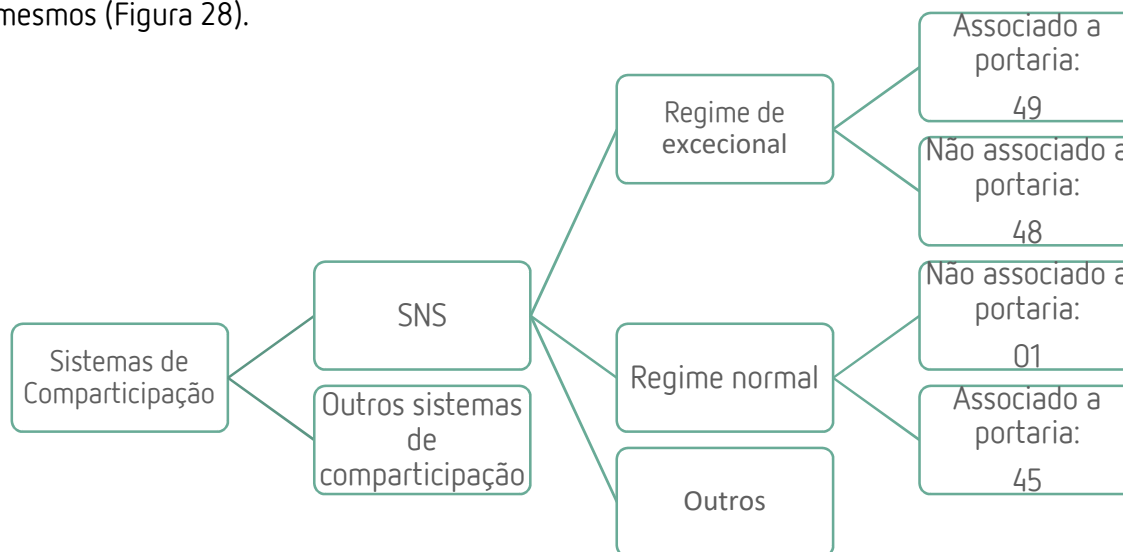 mesmos (Figura 28).
Sistemas de
Comparticipação
SNS
Outros sistemas
de
comparticipação
Regime de
excecional
Regime normal
Outros
Associado a
portaria:
49
Não associado a
portaria:
48
Não associado a
portaria:
01
Associado a
portaria:
45